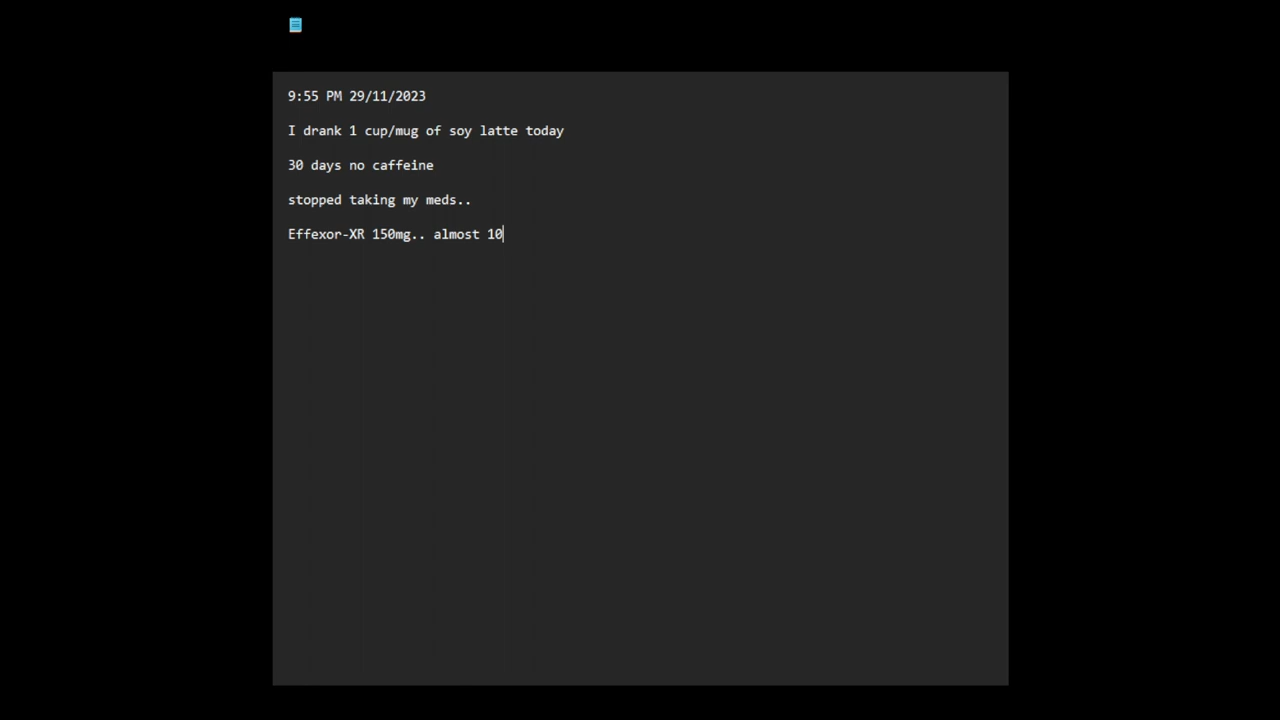 9:55 PM 29/11/2023
I drank 1 cup/mug of soy latte today
30 days no caffeine
stopped taking my meds..
Effexor-XR 150mg.. almost 10